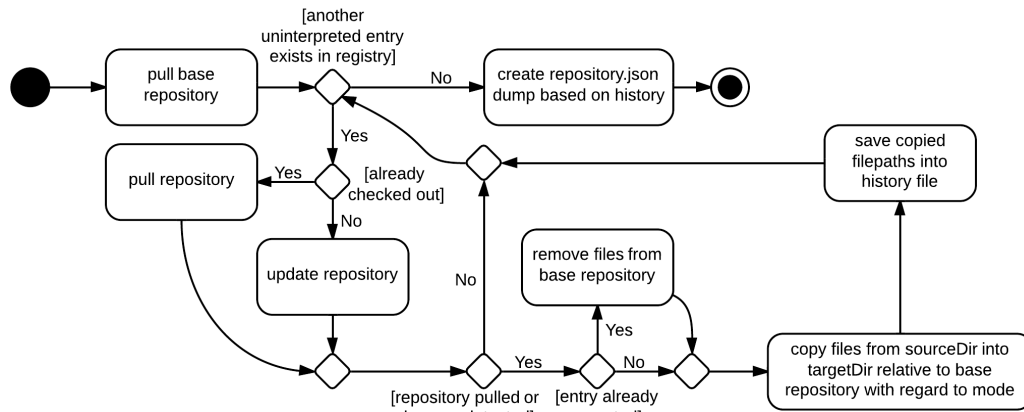 [another
uninterpreted entry
exists in registry]
pull base
repository
No
create repository.json
dump based on history
Yes
pull repository
Yes
[already
checked out]
No
update repository
save copied
filepaths into
history file
remove files from
base repository
No
Yes
Yes
No
copy files from sourceDir into
targetDir relative to base
repository with regard to mode
[repository pulled or
[entry already